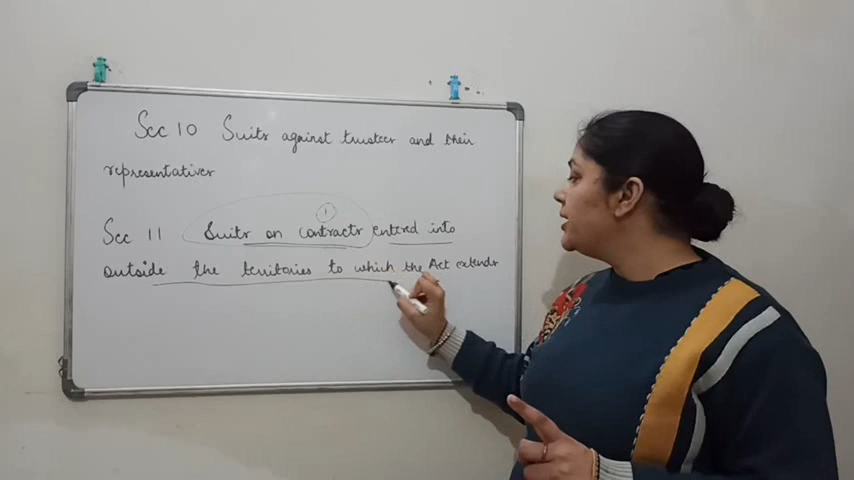 Sec 10 Suits against trustees and their
representatives
Sec 11 Suits on contracts entered into
outside the territories to which the Act extends
1